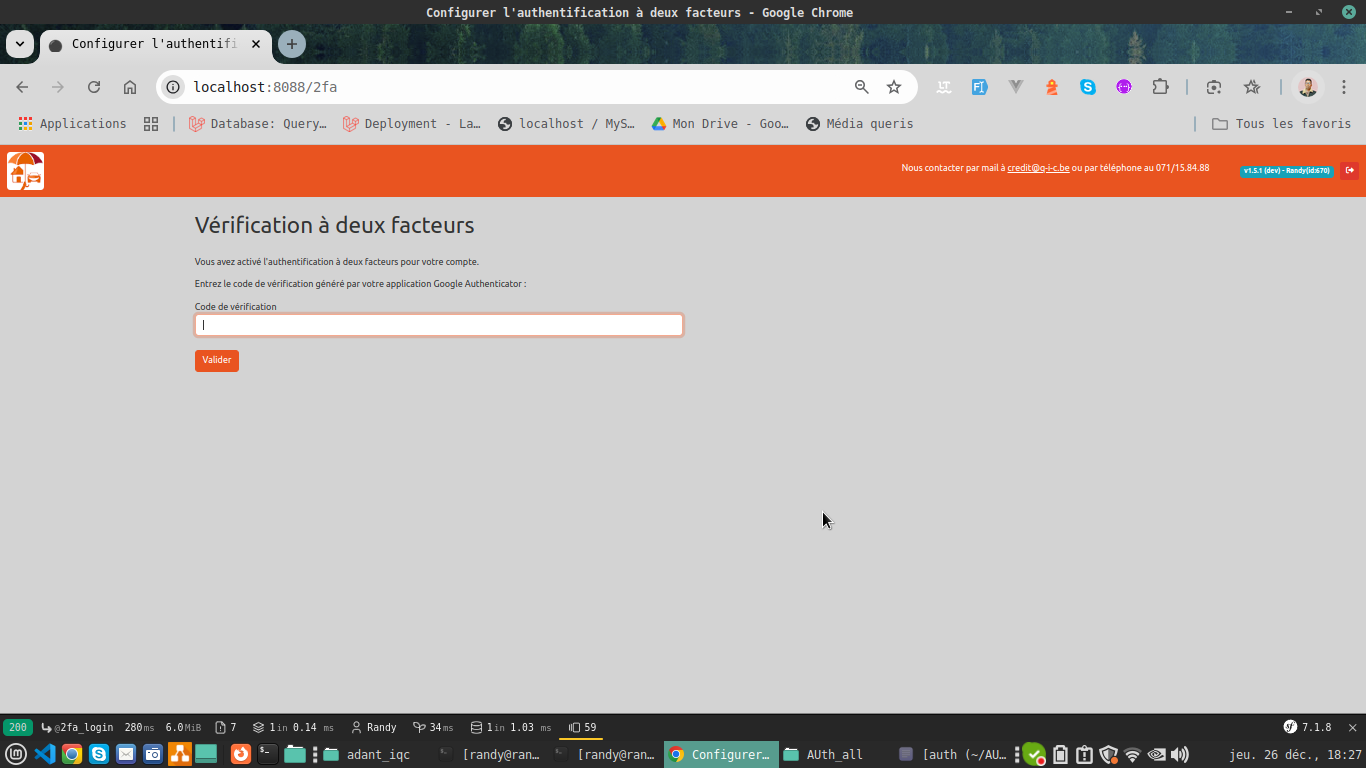 Configurer l'authentification à deux facteurs - Google Chrome
Configurer l'authentifi
localhost:8088/2fa
Applications
Database: Query…
Deployment - La…
localhost / MyS…
Mon Drive - Goo…
Média queris
Tous les favoris
Nous contacter par mail à credit@q-i-c.be ou par téléphone au 071/15.84.88
v1.5.1 (dev) - Randy(id:670)
Vérification à deux facteurs
Vous avez activé l'authentification à deux facteurs pour votre compte.
Entrez le code de vérification généré par votre application Google Authenticator :
Code de vérification
Valider
200 @2fa_login 280 ms 6.0 MiB 7 1 in 0.14 ms Randy 34 ms 1 in 1.03 ms 59 7.1.8
adant_iqc [randy@ran… [randy@ran… Configurer… AUth_all [auth (~/AU… jeu. 26 déc., 18:27